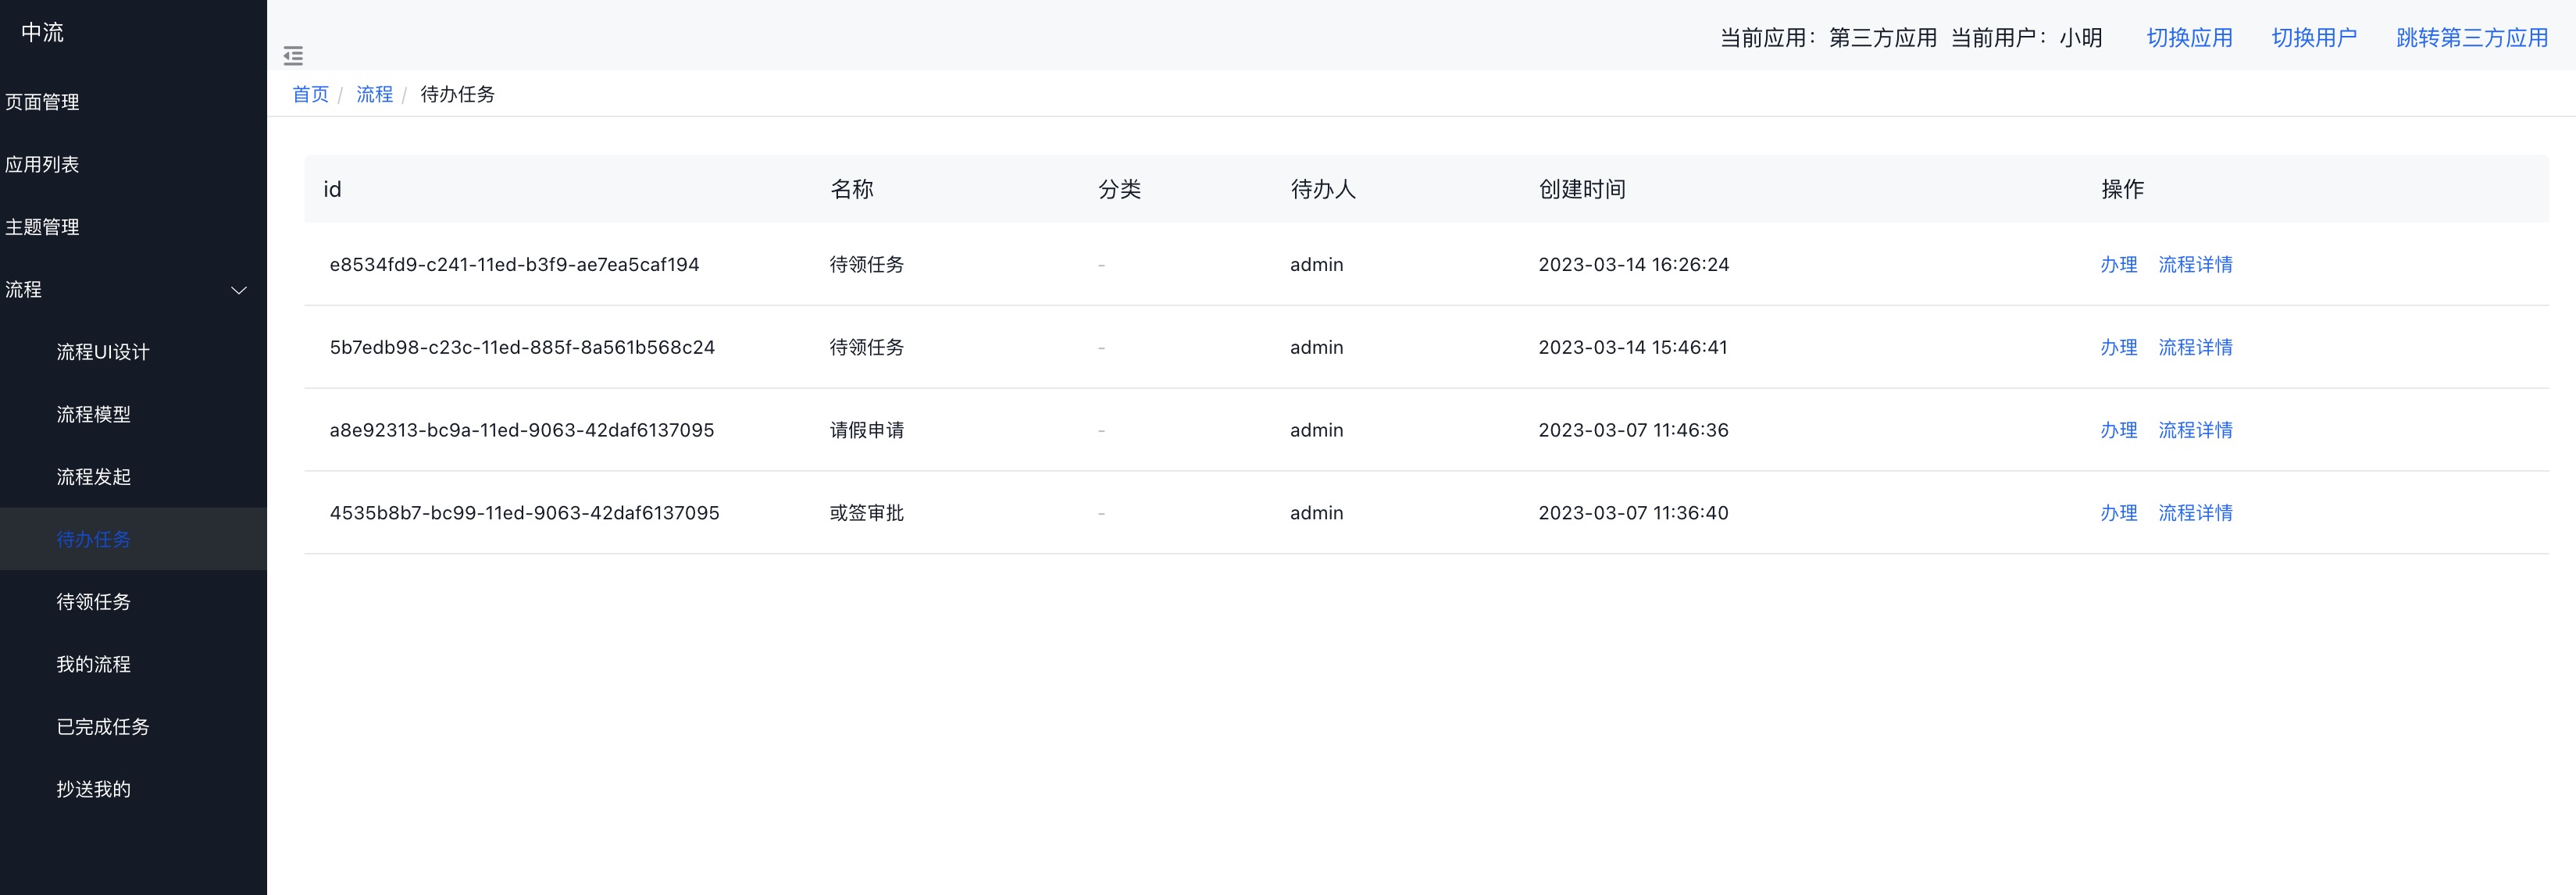 中流
页面管理
应用列表
主题管理
流程
流程UI设计
流程模型
流程发起
待办任务
待领任务
我的流程
已完成任务
抄送我的
当前应用：第三方应用 当前用户：小明 切换应用 切换用户 跳转第三方应用
首页 / 流程 / 待办任务
id 名称 分类 待办人 创建时间 操作
e8534fd9-c241-11ed-b3f9-ae7ea5caf194 待领任务 - admin 2023-03-14 16:26:24 办理 流程详情
5b7edb98-c23c-11ed-885f-8a561b568c24 待领任务 - admin 2023-03-14 15:46:41 办理 流程详情
a8e92313-bc9a-11ed-9063-42daf6137095 请假申请 - admin 2023-03-07 11:46:36 办理 流程详情
4535b8b7-bc99-11ed-9063-42daf6137095 或签审批 - admin 2023-03-07 11:36:40 办理 流程详情